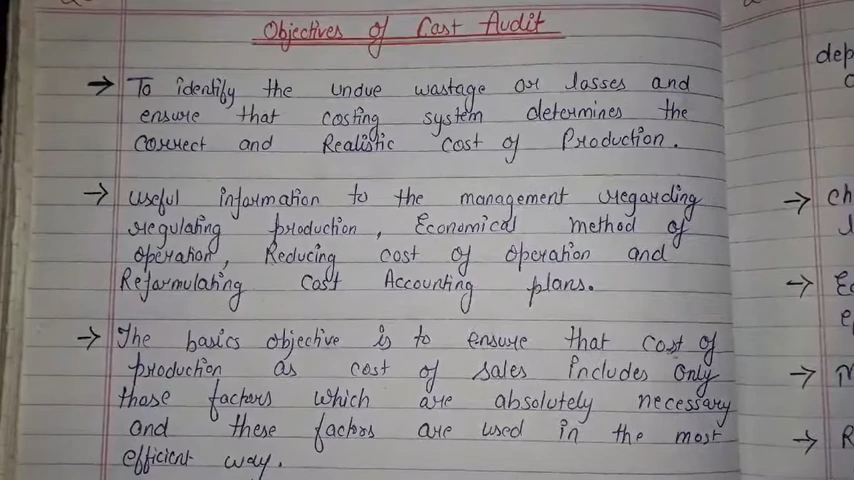 Objectives of Cost Audit
→ To identify the undue wastage or losses and
ensure that costing system determines the
correct and Realistic cost of Production.
→ useful information to the management regarding
regulating production, Economical method of
operation, Reducing cost of operation and
Reformulating cost Accounting plans.
→ The basics objective is to ensure that cost of
production as cost of sales includes only
those factors which are absolutely necessary
and these factors are used in the most
efficient way.
dep
→ ch